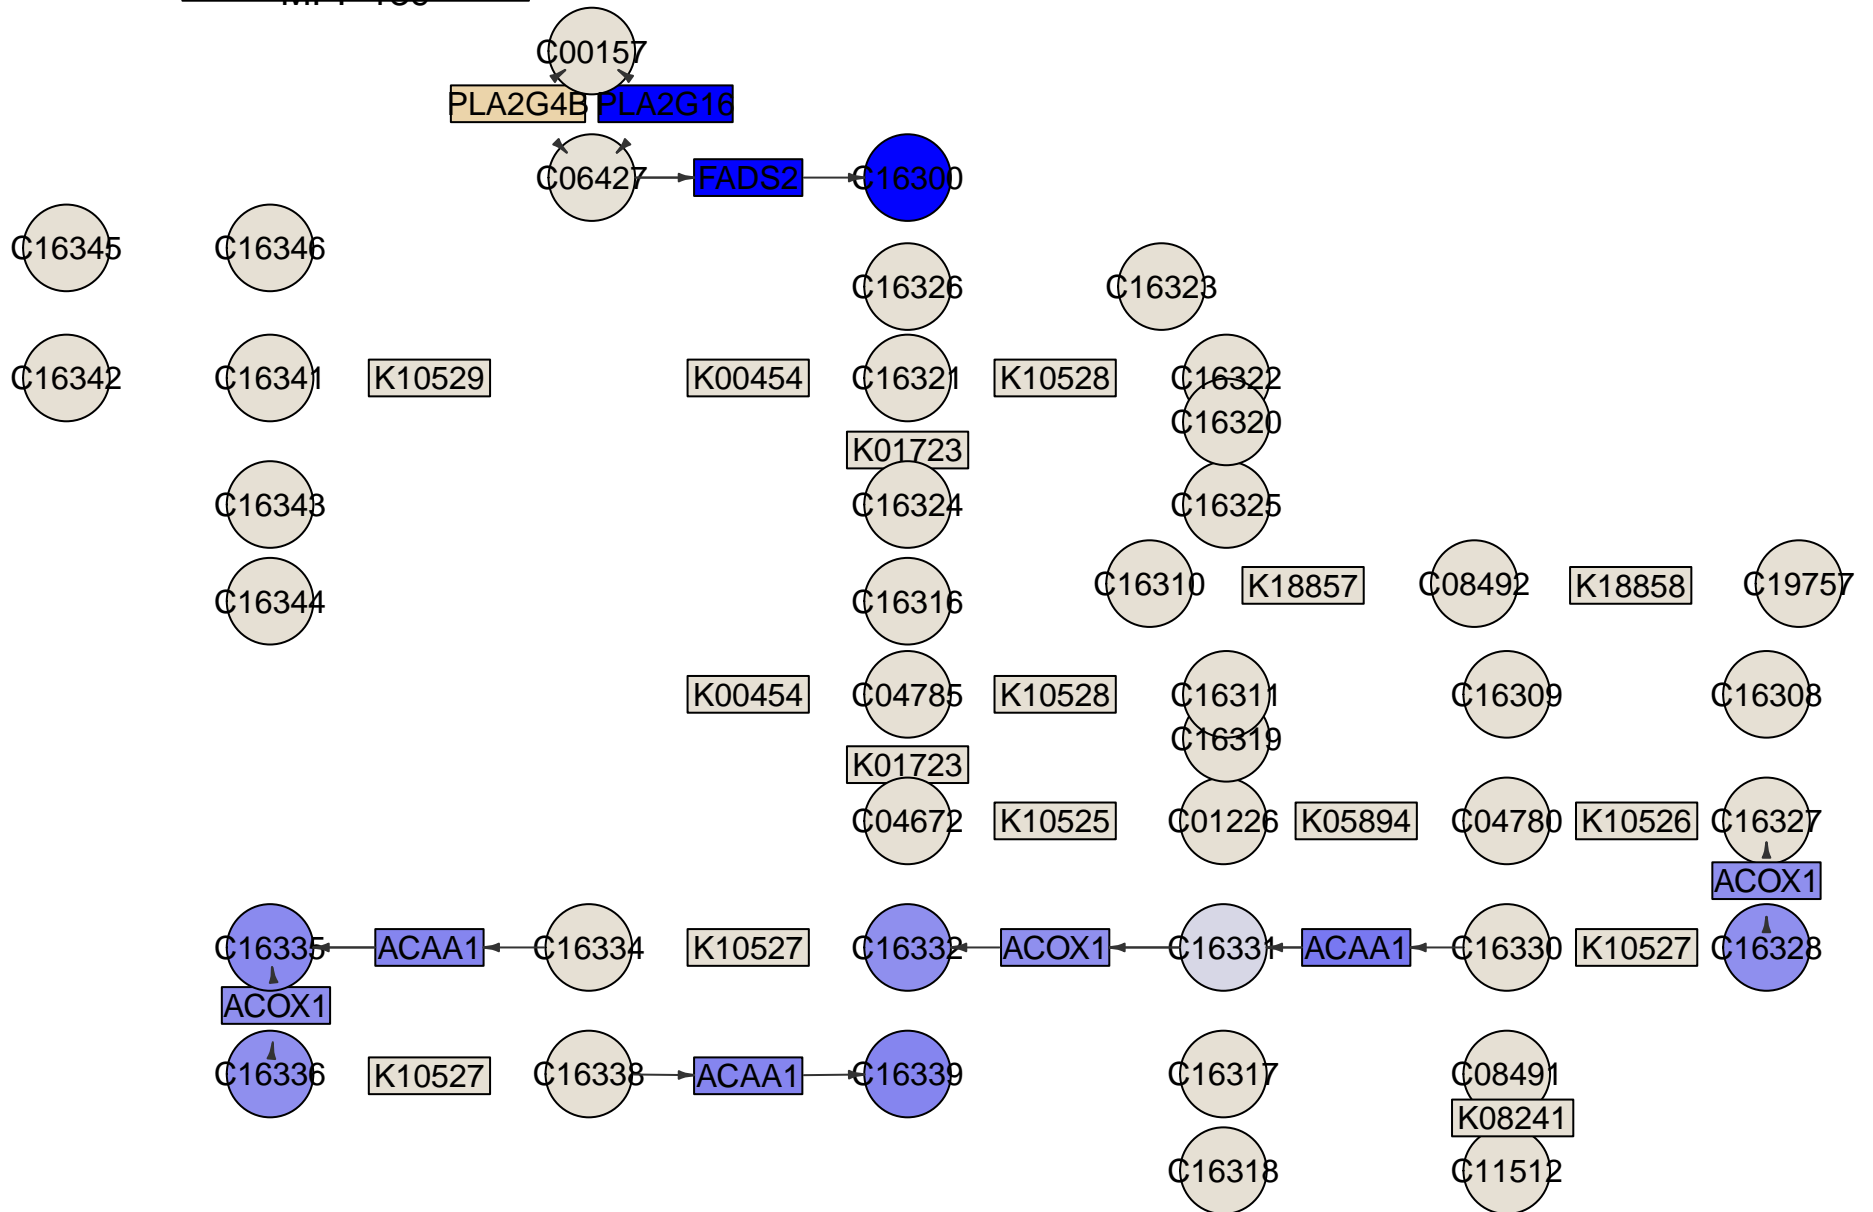 C00157
PLA2G4B PLA2G16
C06427 FADS2 C16300
C16345 C16346
C16326 C16323
C16342 C16341 K10529 K00454 C16321 K10528 C16322
C16320
K01723
C16343 C16324 C16325
C16310 K18857 C08492 K18858 C19757
C16344 C16316
K00454 C04785 K10528 C16311 C16309 C16308
C16319
K01723
C04672 K10525 C01226 K05894 C04780 K10526 C16327
ACOX1
C16335 ACAA1 C16334 K10527 C16332 ACOX1 C16331 ACAA1 C16330 K10527 C16328
ACOX1
C16336 K10527 C16338 ACAA1 C16339 C16317 C08491
K08241
C16318 C11512